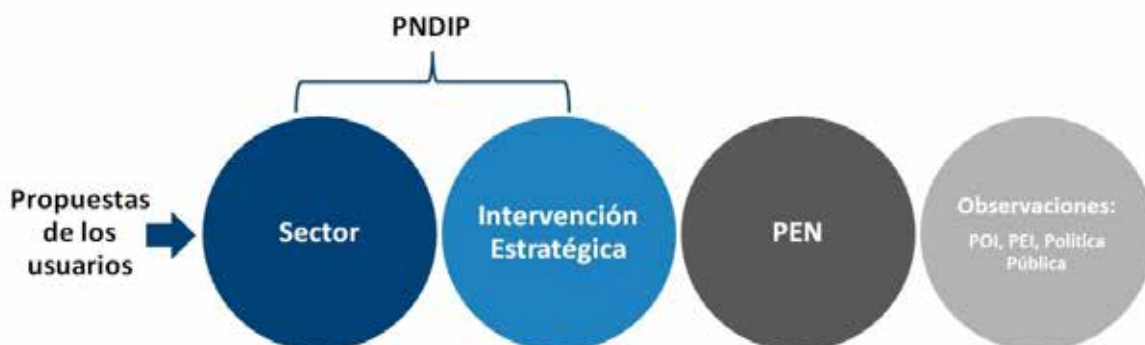 PNDIP
Propuestas
de los
usuarios
Sector
Intervención
Estratégica
PEN
Observaciones:
POI, PEI, Política
Pública